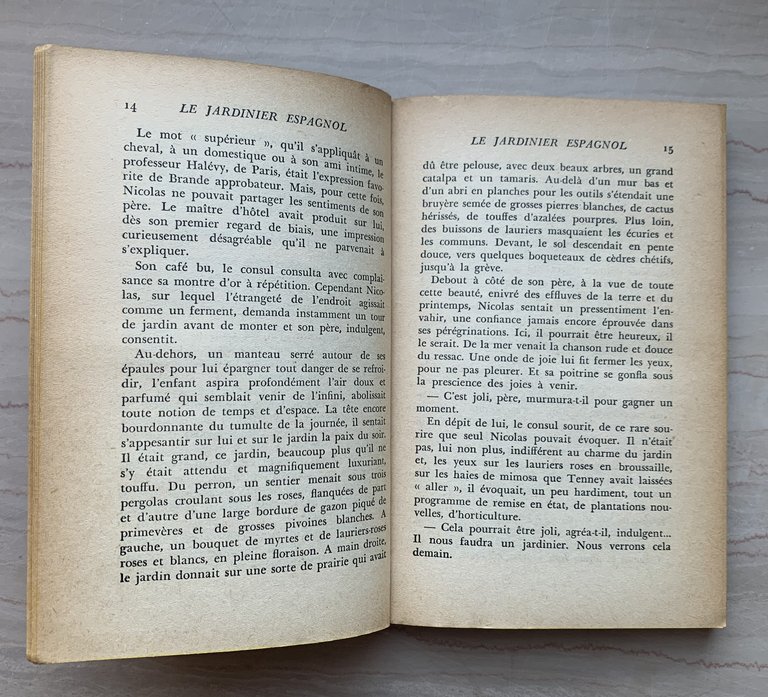 14 LE JARDINIER ESPAGNOL
Le mot « supérieur », qu'il s'appliquât à un
cheval, à un domestique ou à son ami intime, le
professeur Halévy, de Paris, était l'expression favo-
rite de Brande approbateur. Mais, pour cette fois,
Nicolas ne pouvait partager les sentiments de son
père. Le maître d'hôtel avait produit sur lui,
dès son premier regard de biais, une impression
curieusement désagréable qu'il ne parvenait à
s'expliquer.
Son café bu, le consul consulta avec complai-
sance sa montre d'or à répétition. Cependant Nico-
las, sur lequel l'étrangeté de l'endroit agissait
comme un ferment, demanda instamment un tour
de jardin avant de monter et son père, indulgent,
consentit.
Au-dehors, un manteau serré autour de ses
épaules pour lui épargner tout danger de se refroi-
dir, l'enfant aspira profondément l'air doux et
parfumé qui semblait venir de l'infini, abolissait
toute notion de temps et d'espace. La tête encore
bourdonnante du tumulte de la journée, il sentait
s'appesantir sur lui et sur le jardin la paix du soir.
Il était grand, ce jardin, beaucoup plus qu'il ne
s'y était attendu et magnifiquement luxuriant,
touffu. Du perron, un sentier menait sous trois
pergolas croulant sous les roses, flanquées de part
et d'autre d'une large bordure de gazon piqué de
primevères et de grosses pivoines blanches. A
gauche, un bouquet de myrtes et de lauriers-roses
roses et blancs, en pleine floraison. A main droite,
le jardin donnait sur une sorte de prairie qui avait
LE JARDINIER ESPAGNOL 15
dû être pelouse, avec deux beaux arbres, un grand
catalpa et un tamaris. Au-delà d'un mur bas et
d'un abri en planches pour les outils s'étendait une
bruyère semée de grosses pierres blanches, de cactus
hérissés, de touffes d'azalées pourpres. Plus loin,
des buissons de lauriers masquaient les écuries et
les communs. Devant, le sol descendait en pente
douce, vers quelques boqueteaux de cèdres chétifs,
jusqu'à la grève.
Debout à côté de son père, à la vue de toute
cette beauté, enivré des effluves de la terre et du
printemps, Nicolas sentait un pressentiment l'en-
vahir, une confiance jamais encore éprouvée dans
ses pérégrinations. Ici, il pourrait être heureux, il
le serait. De la mer venait la chanson rude et douce
du ressac. Une onde de joie lui fit fermer les yeux,
pour ne pas pleurer. Et sa poitrine se gonfla sous
la prescience des joies à venir.
— C'est joli, père, murmura-t-il pour gagner un
moment.
En dépit de lui, le consul sourit, de ce rare sou-
rire que seul Nicolas pouvait évoquer. Il n'était
pas, lui non plus, indifférent au charme du jardin
et, les yeux sur les lauriers roses en broussaille,
sur les haies de mimosa que Tenney avait laissées
« aller », il évoquait, un peu hardiment, tout un
programme de remise en état, de plantations nou-
velles, d'horticulture.
— Cela pourrait être joli, agréa-t-il, indulgent...
Il nous faudra un jardinier. Nous verrons cela
demain.